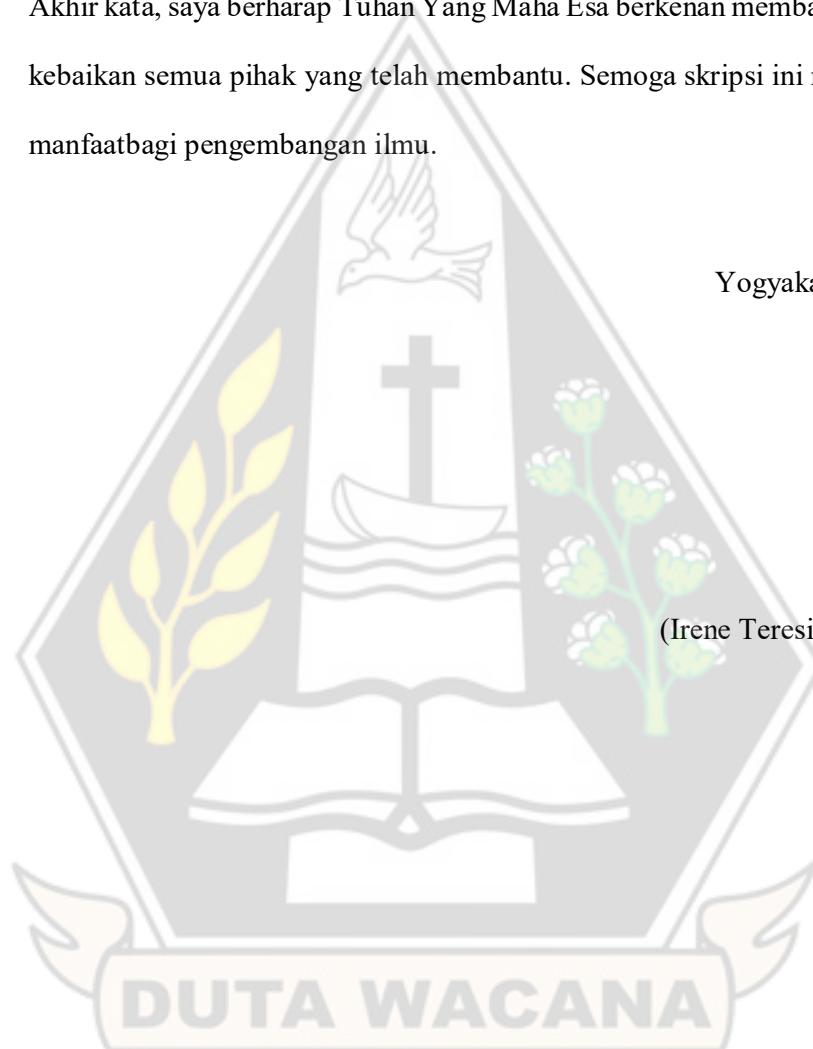 Akhir kata, saya berharap Tuhan Yang Maha Esa berkenan memba
kebaikan semua pihak yang telah membantu. Semoga skripsi ini
manfaatbagi pengembangan ilmu.
Yogyaka
(Irene Teresi
DUTA WACANA